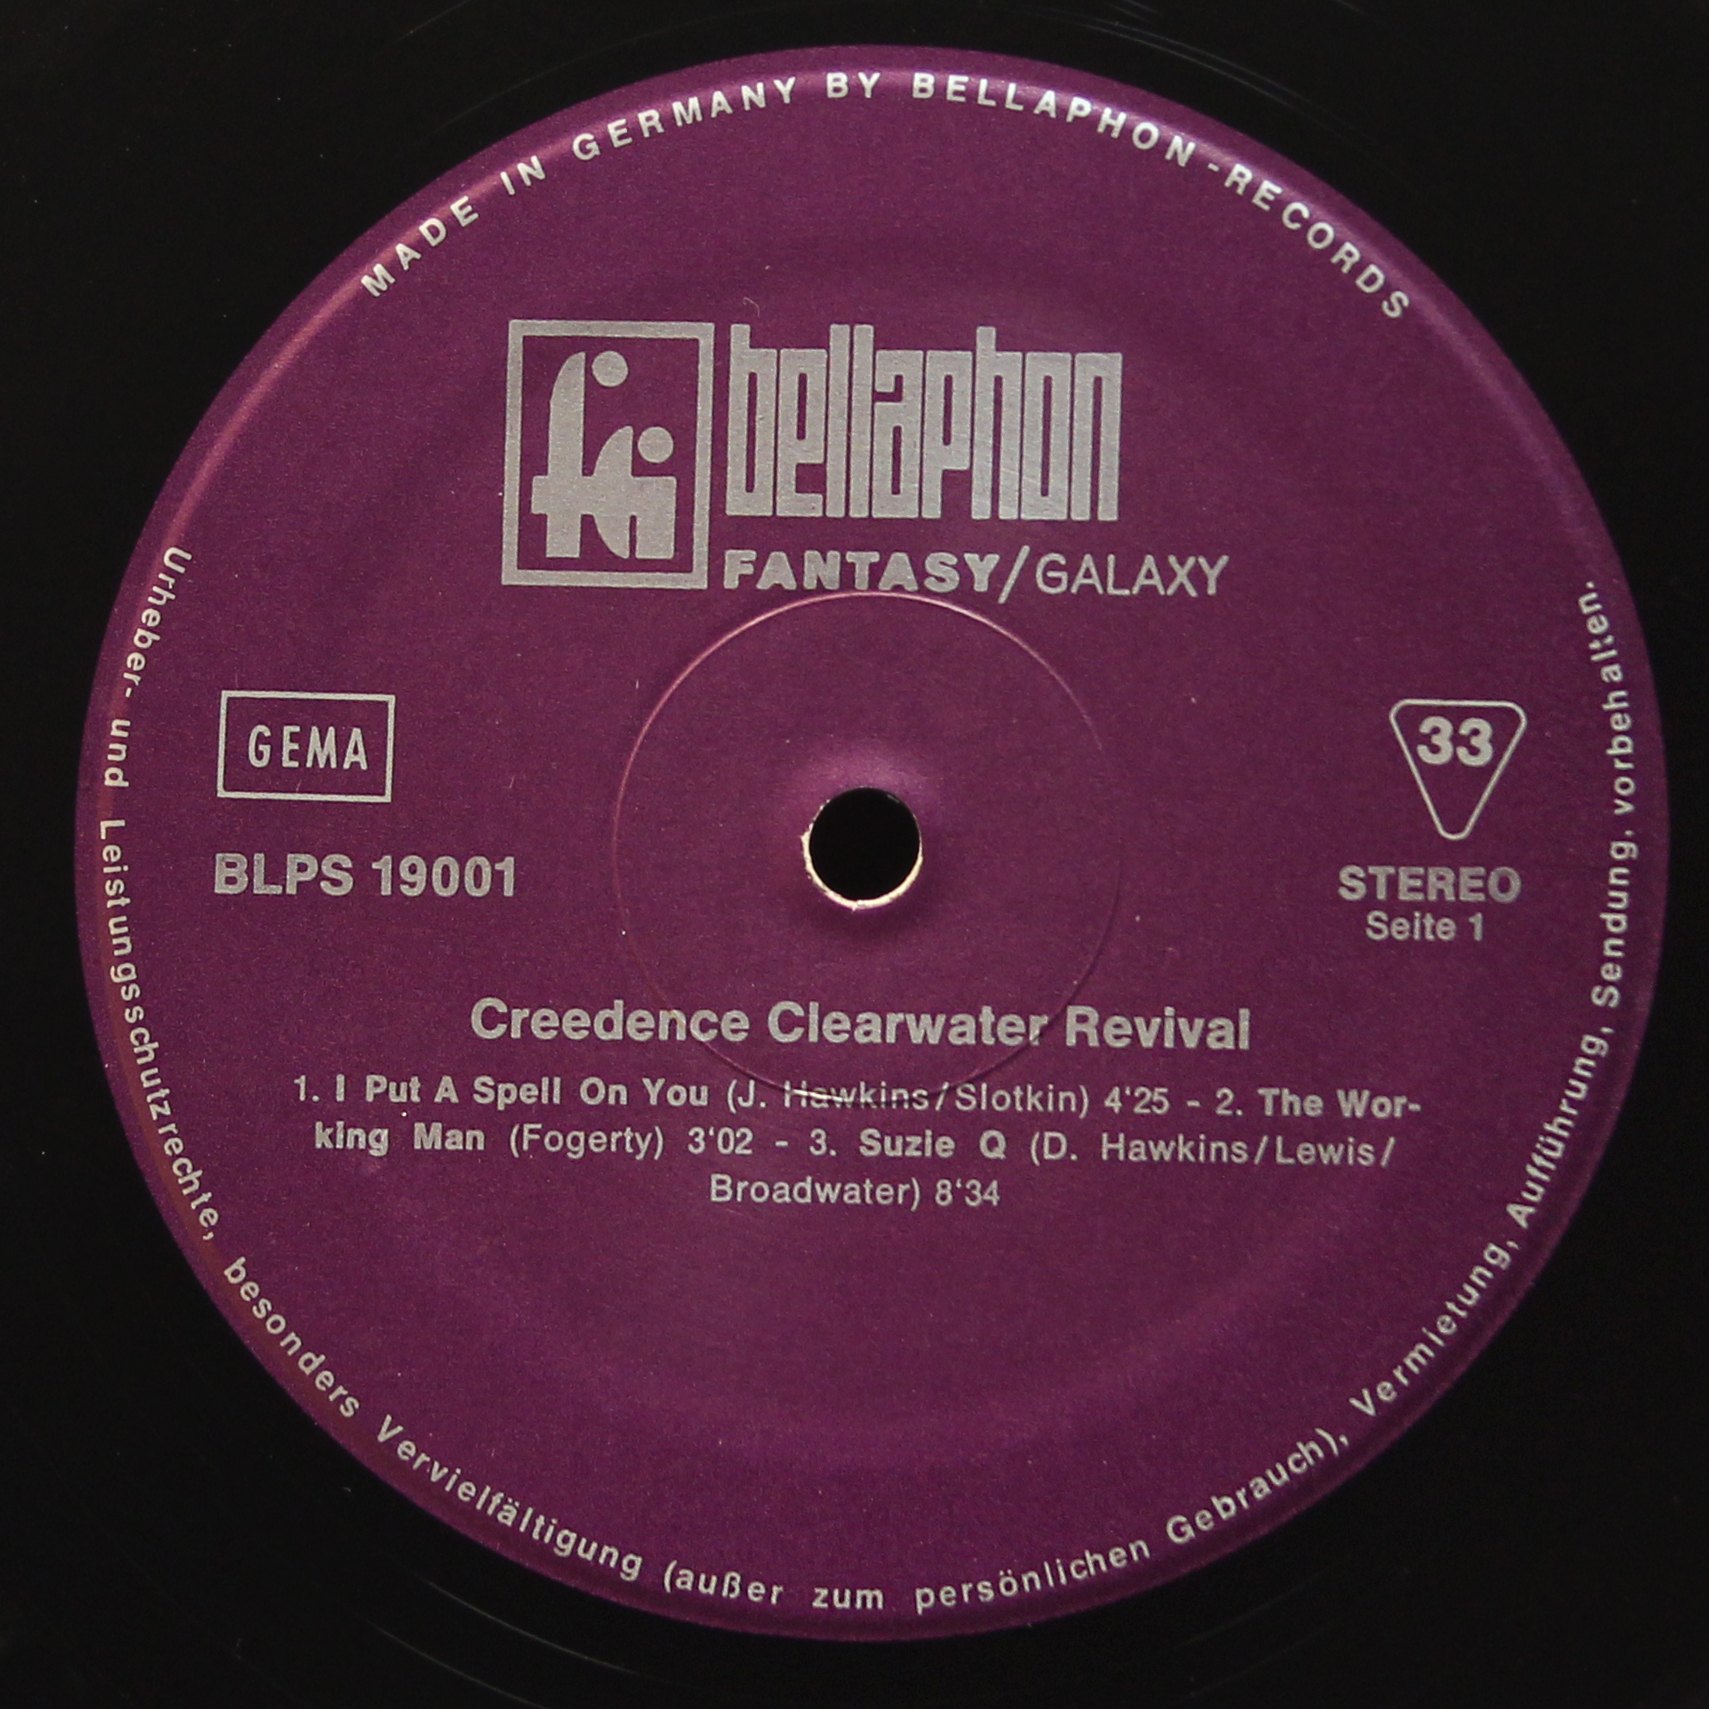 MADE IN GERMANY BY BELLAPHON-RECORDS
bellaphon
FANTASY/GALAXY
GEMA
33
BLPS 19001
STEREO
Seite 1
Creedence Clearwater Revival
1. I Put A Spell On You (J. Hawkins/Slotkin) 4'25 - 2. The Wor-
king Man (Fogerty) 3'02 - 3. Suzie Q (D. Hawkins/Lewis/
Broadwater) 8'34
Urheber- und Leistungsschutzrechte, besonders Vervielfältigung (außer zum persönlichen Gebrauch), Vermietung, Aufführung, Sendung, vorbehalten.